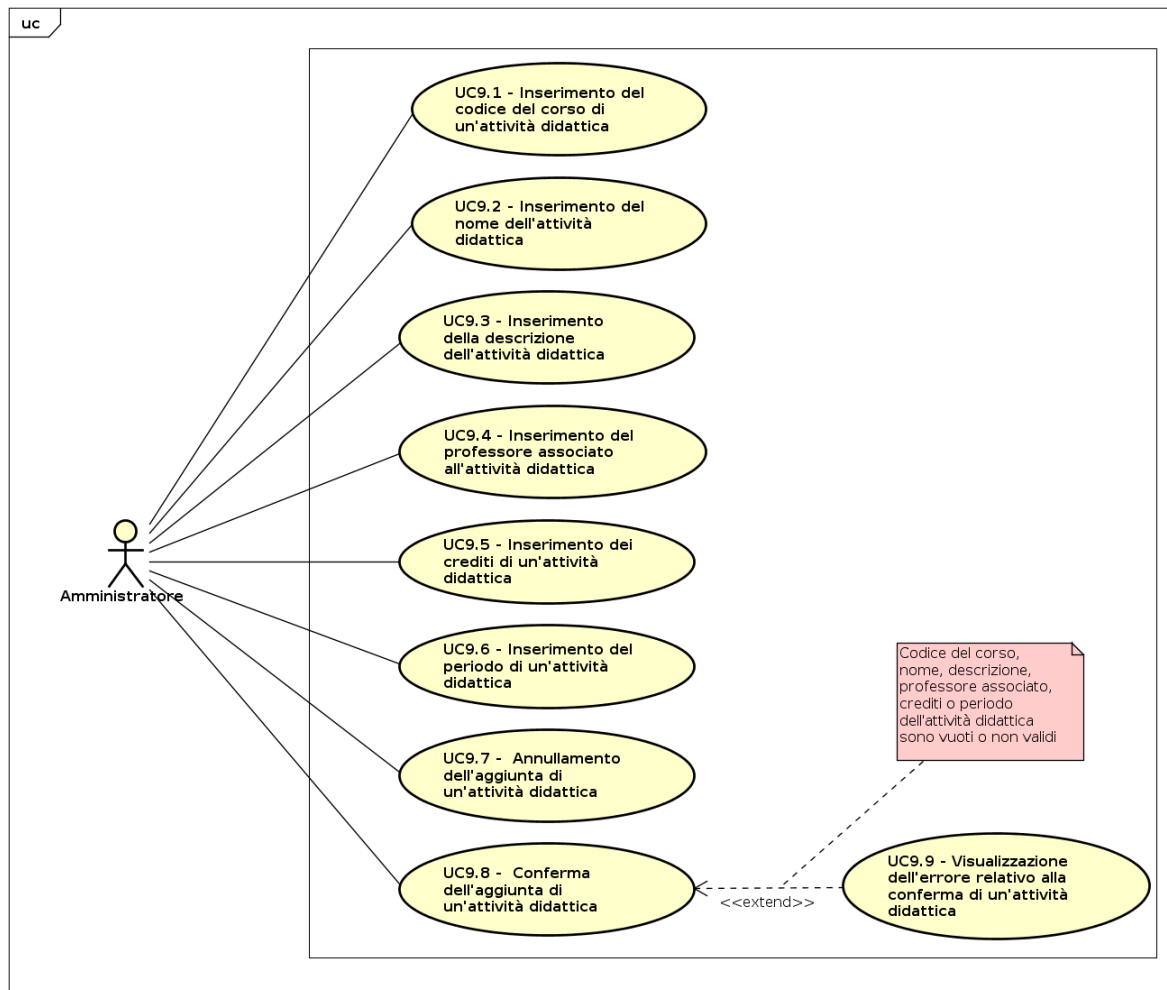 uc
UC9.1 - Inserimento del
codice del corso di
un'attività didattica
UC9.2 - Inserimento del
nome dell'attività
didattica
UC9.3 - Inserimento
della descrizione
dell'attività didattica
UC9.4 - Inserimento del
professore associato
all'attività didattica
UC9.5 - Inserimento dei
crediti di un'attività
didattica
Amministratore
UC9.6 - Inserimento del
periodo di un'attività
didattica
Codice del corso,
nome, descrizione,
professore associato,
crediti o periodo
dell'attività didattica
sono vuoti o non validi
UC9.7 -  Annullamento
dell'aggiunta di
un'attività didattica
UC9.8 -  Conferma
dell'aggiunta di
un'attività didattica
<<extend>>
UC9.9 - Visualizzazione
dell'errore relativo alla
conferma di un'attività
didattica